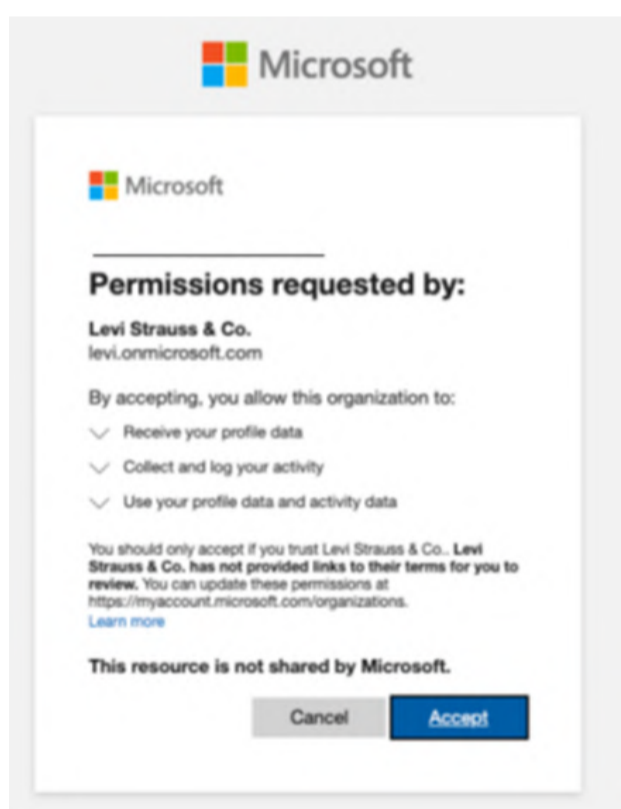 Microsoft
Microsoft
Permissions requested by:
Levi Strauss & Co.
levi.onmicrosoft.com
By accepting, you allow this organization to:
Receive your profile data
Collect and log your activity
Use your profile data and activity data
You should only accept if you trust Levi Strauss & Co.. Levi
Strauss & Co. has not provided links to their terms for you to
review. You can update these permissions at
https://myaccount.microsoft.com/organizations.
Learn more
This resource is not shared by Microsoft.
Cancel Accept